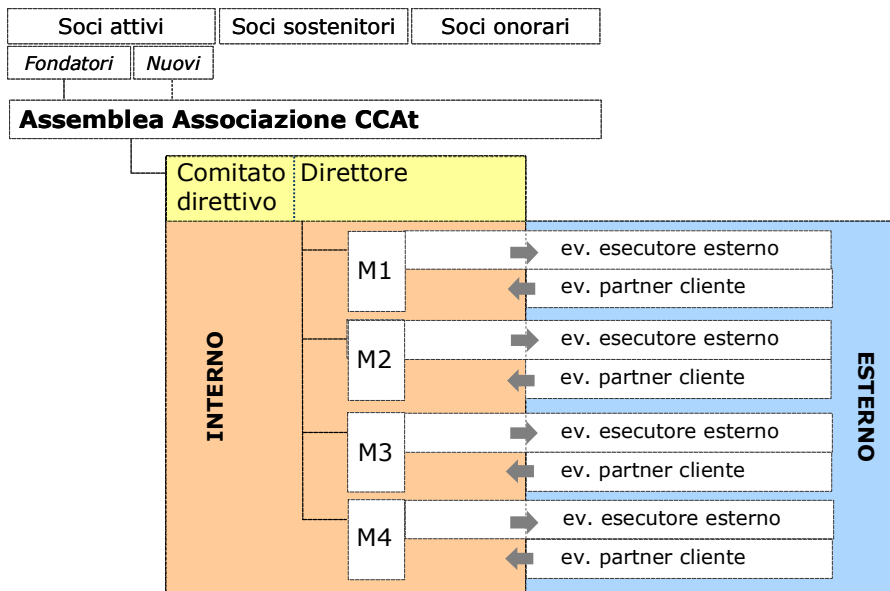 Soci attivi
Soci sostenitori
Soci onorari
Fondatori
Nuovi
Assemblea Associazione CCAt
Comitato
direttivo
Direttore
INTERNO
ESTERNO
M1
ev. esecutore esterno
ev. partner cliente
M2
ev. esecutore esterno
ev. partner cliente
M3
ev. esecutore esterno
ev. partner cliente
M4
ev. esecutore esterno
ev. partner cliente